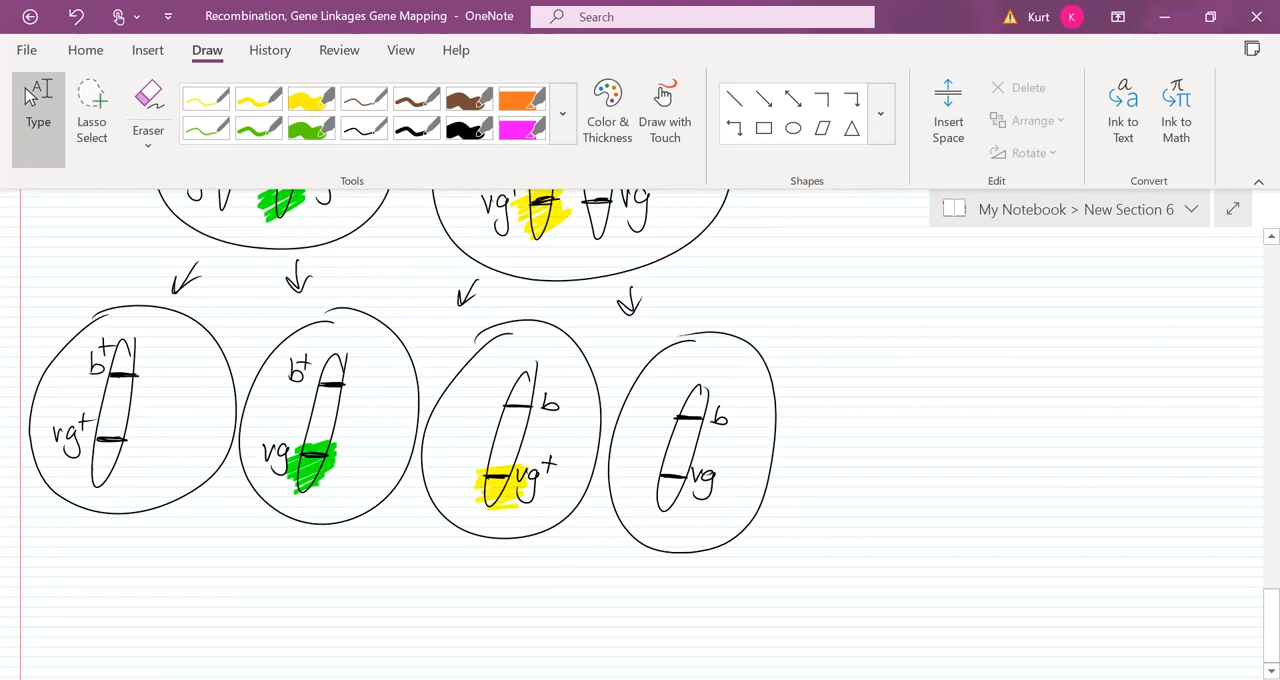 Recombination, Gene Linkages Gene Mapping - OneNote
Search
Kurt
K
File Home Insert Draw History Review View Help
Type
Lasso Select
Eraser
Color & Thickness
Draw with Touch
Insert Space
Delete
Arrange
Rotate
Ink to Text
Ink to Math
Tools
Shapes
Edit
Convert
My Notebook > New Section 6
vg+
vg
b+
vg+
b+
vg
b
vg+
b
vg